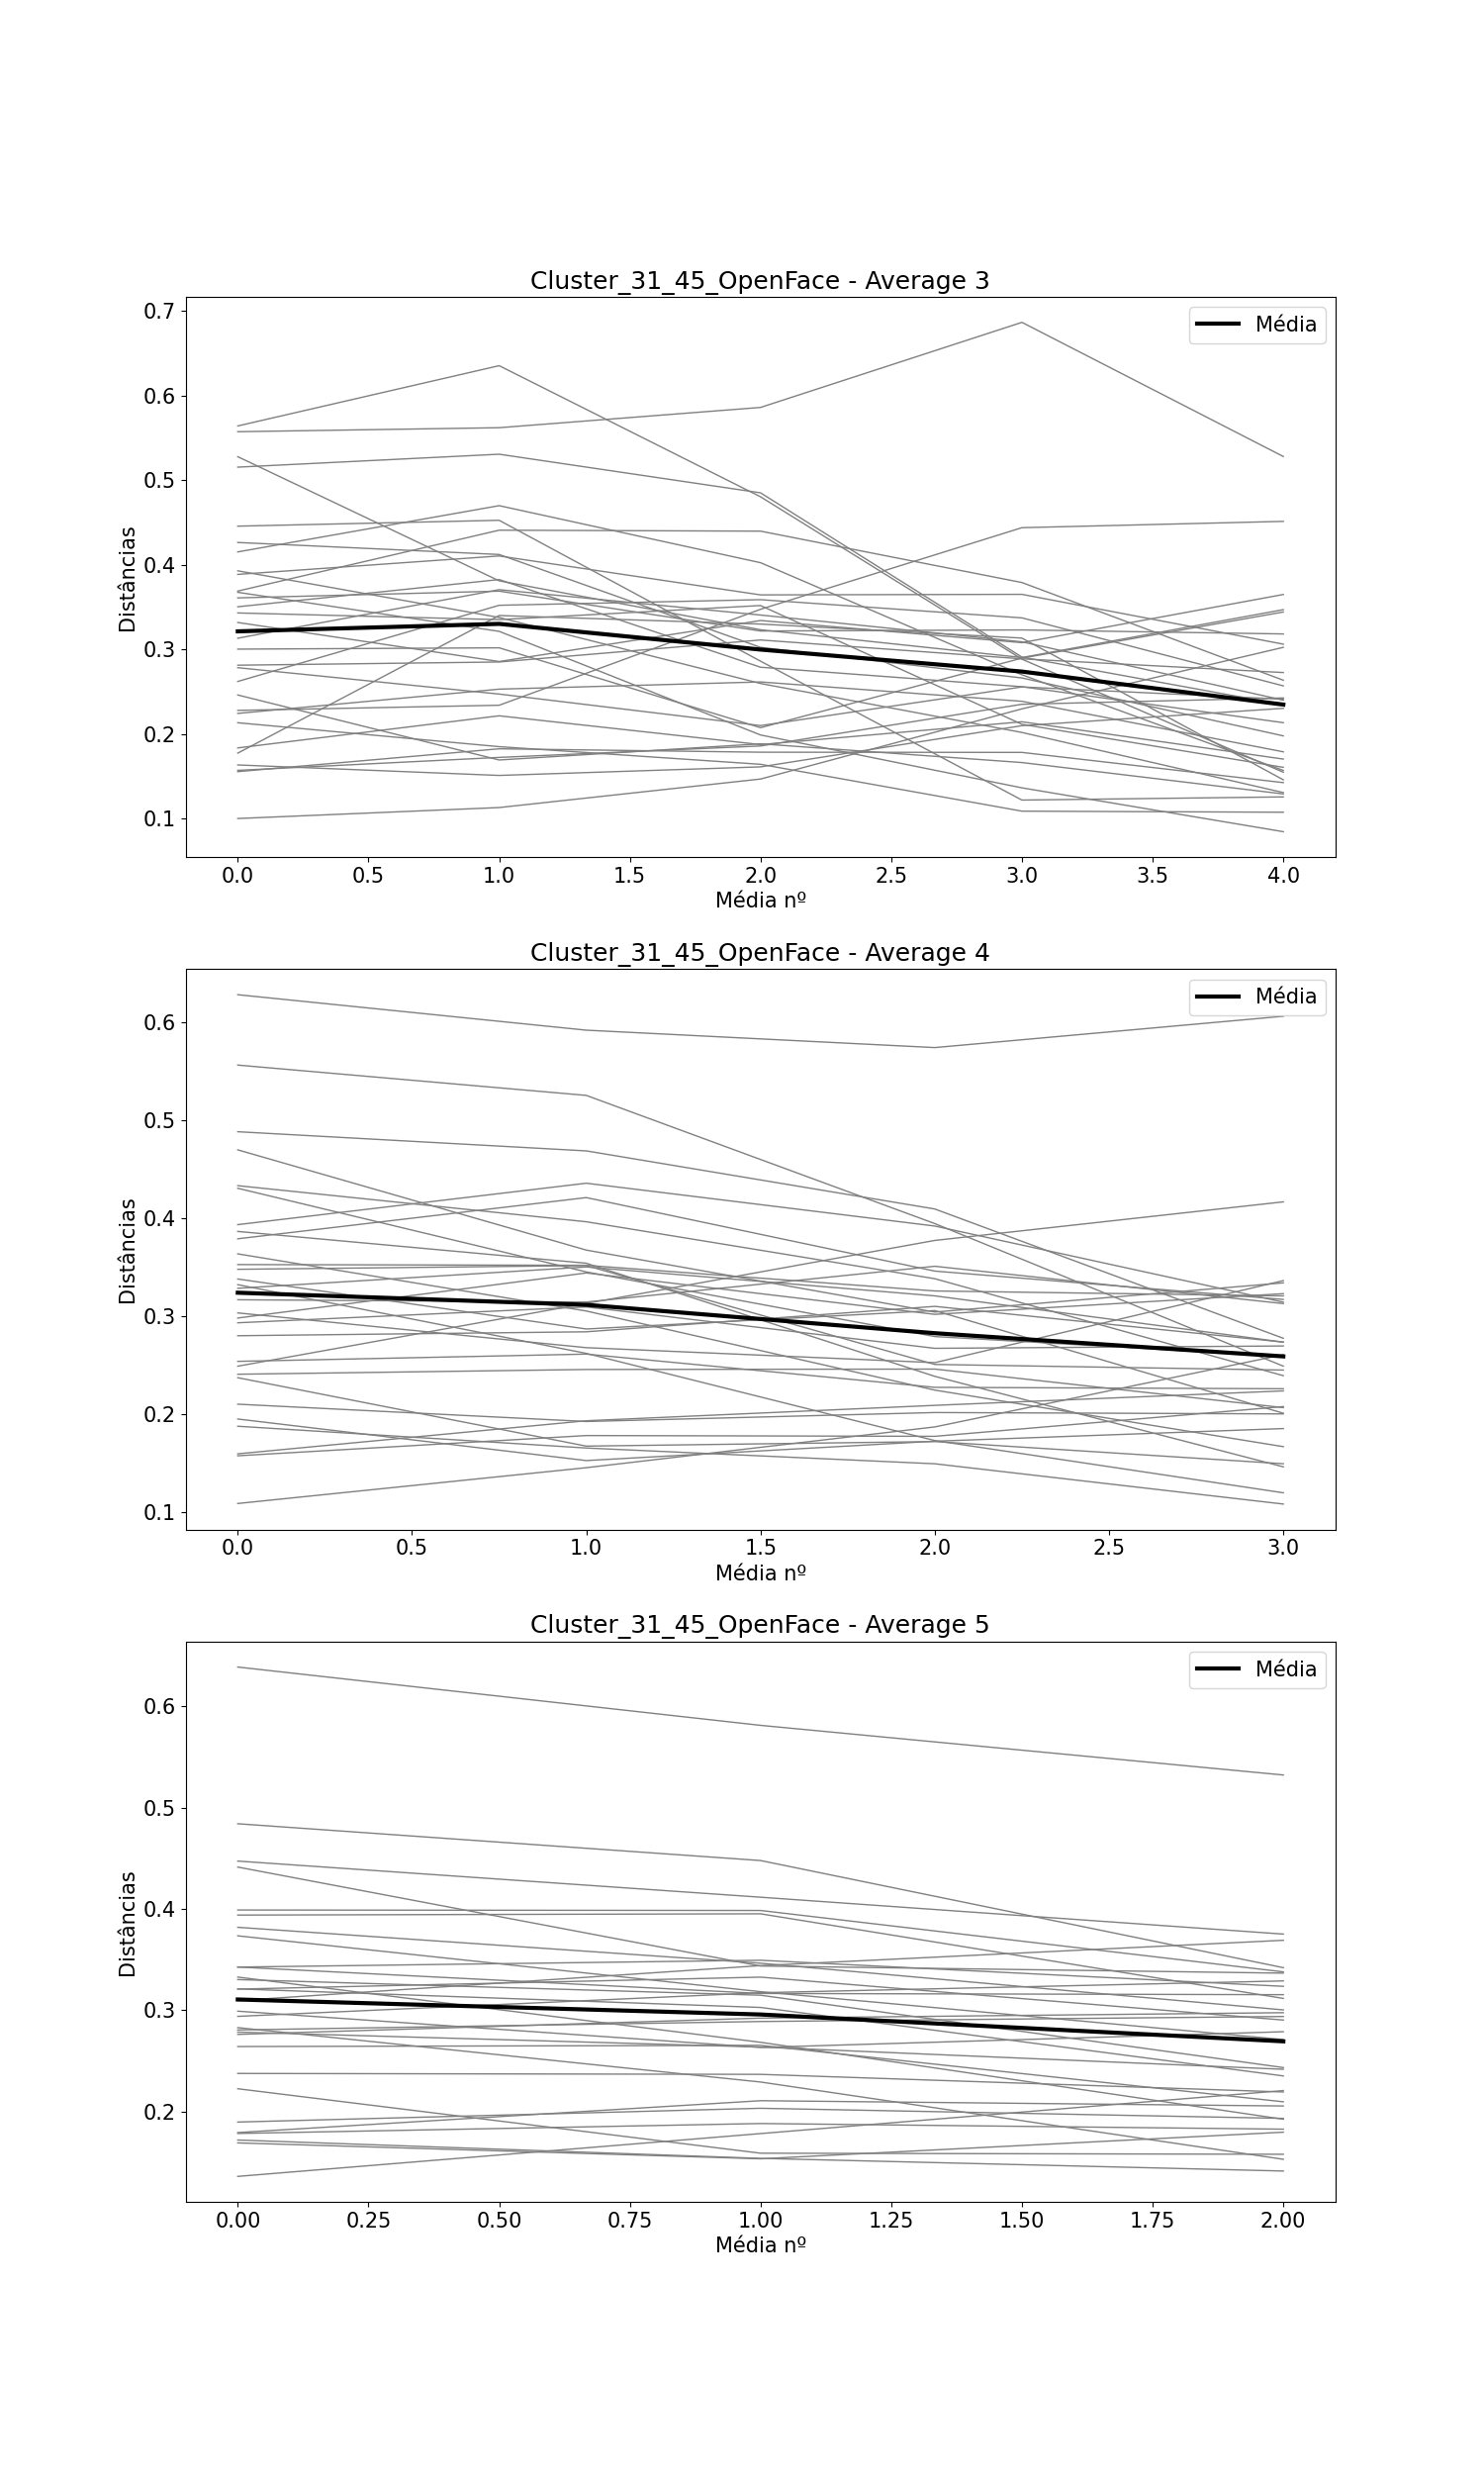 Cluster_31_45_OpenFace - Average 3
Média
Distâncias
0.7
0.6
0.5
0.4
0.3
0.2
0.1
0.0 0.5 1.0 1.5 2.0 2.5 3.0 3.5 4.0
Média nº
Cluster_31_45_OpenFace - Average 4
Média
Distâncias
0.6
0.5
0.4
0.3
0.2
0.1
0.0 0.5 1.0 1.5 2.0 2.5 3.0
Média nº
Cluster_31_45_OpenFace - Average 5
Média
Distâncias
0.6
0.5
0.4
0.3
0.2
0.00 0.25 0.50 0.75 1.00 1.25 1.50 1.75 2.00
Média nº